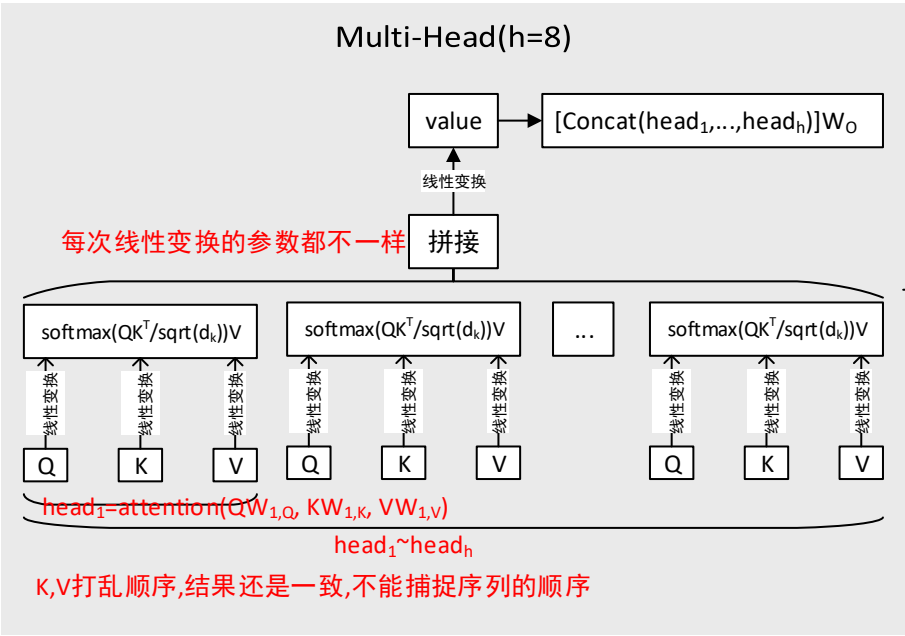 Multi-Head(h=8)
value
[Concat(head₁,...,headₕ)]W_O
线性变换
每次线性变换的参数都不一样
拼接
softmax(QKᵀ/sqrt(dₖ))V
softmax(QKᵀ/sqrt(dₖ))V
...
softmax(QKᵀ/sqrt(dₖ))V
线性变换
线性变换
线性变换
线性变换
线性变换
线性变换
线性变换
线性变换
线性变换
Q
K
V
Q
K
V
Q
K
V
head₁=attention(QW₁,Q, KW₁,K, VW₁,V)
head₁~headₕ
K,V打乱顺序,结果还是一致,不能捕捉序列的顺序